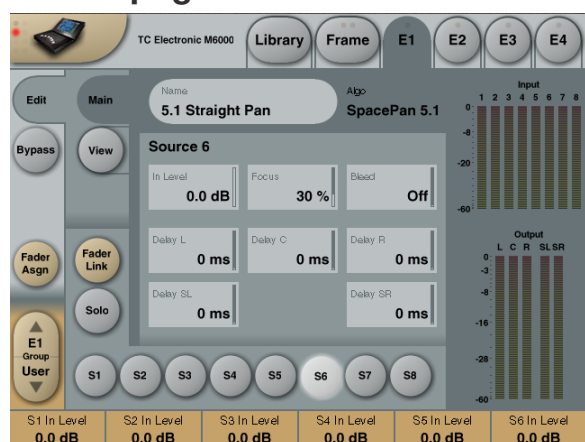 TC Electronic M6000
Library
Frame
E1
E2
E3
E4
Edit
Main
Name
5.1 Straight Pan
Algo
SpacePan 5.1
Input
1 2 3 4 5 6 7 8
0
-8
-20
-60
Bypass
View
Source 6
In Level
0.0 dB
Focus
30 %
Bleed
Off
Delay L
0 ms
Delay C
0 ms
Delay R
0 ms
Delay SL
0 ms
Delay SR
0 ms
Output
L C R SL SR
0
-3
-8
-16
-28
-60
Fader
Asgn
Fader
Link
Solo
E1
Group
User
S1
S2
S3
S4
S5
S6
S7
S8
S1 In Level
0.0 dB
S2 In Level
0.0 dB
S3 In Level
0.0 dB
S4 In Level
0.0 dB
S5 In Level
0.0 dB
S6 In Level
0.0 dB